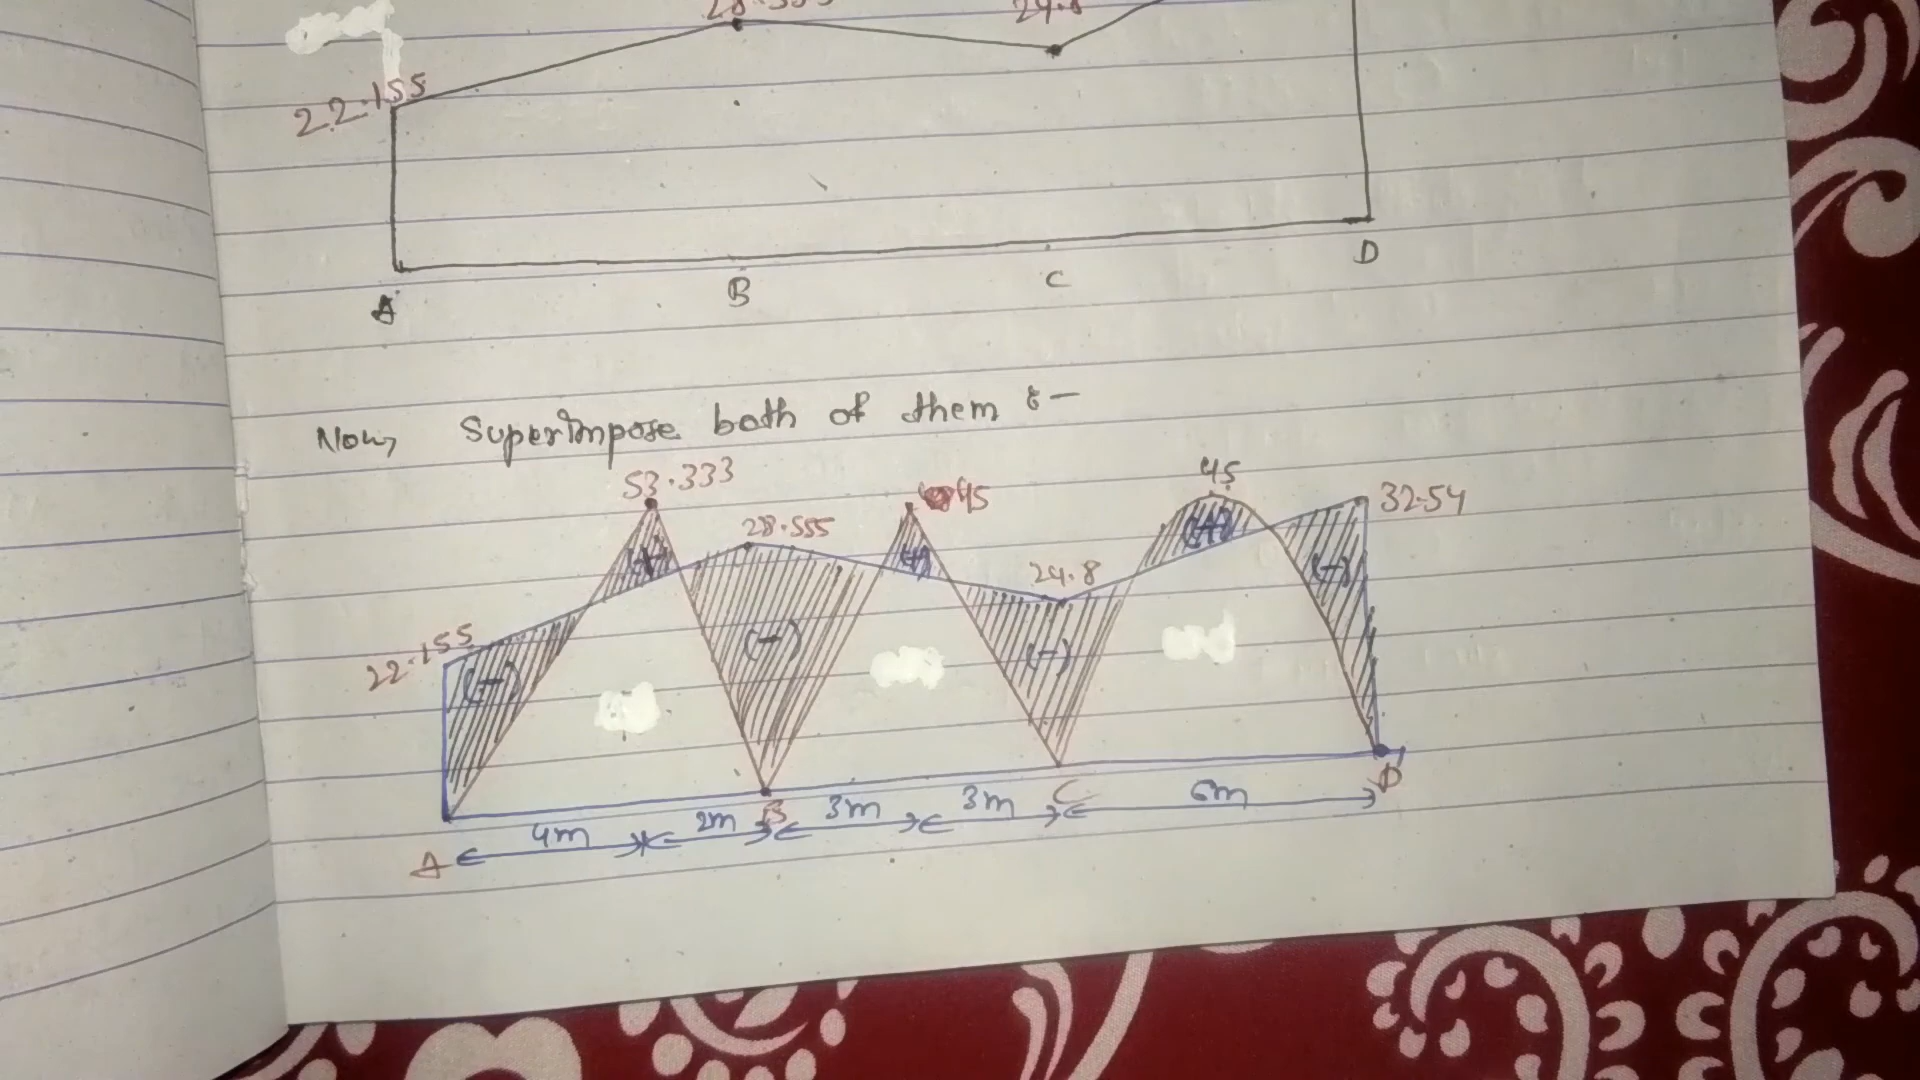 22.155
A
B
C
D
Now, Superimpose both of them :-
53.333
28.555
45
24.8
45
32.54
22.155
(-)
(+)
(-)
(+)
(-)
(+)
(-)
A
4m
2m
B
3m
3m
C
6m
D